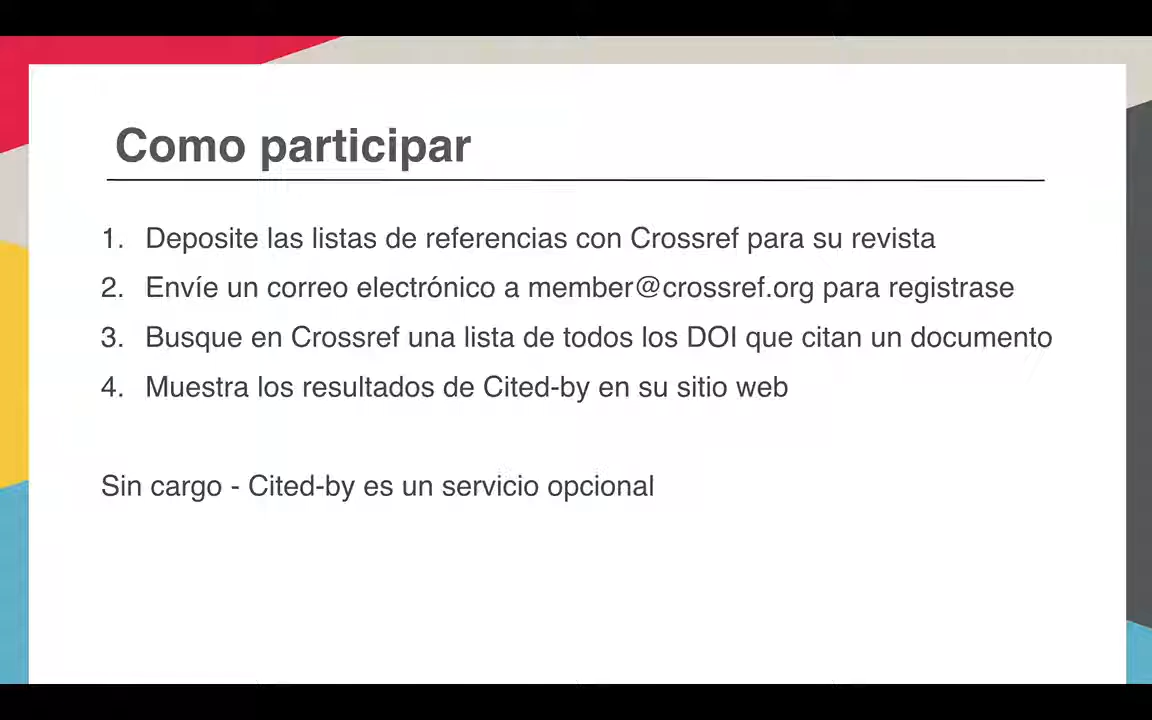 Como participar
1. Deposite las listas de referencias con Crossref para su revista
2. Envíe un correo electrónico a member@crossref.org para registrase
3. Busque en Crossref una lista de todos los DOI que citan un documento
4. Muestra los resultados de Cited-by en su sitio web
Sin cargo - Cited-by es un servicio opcional